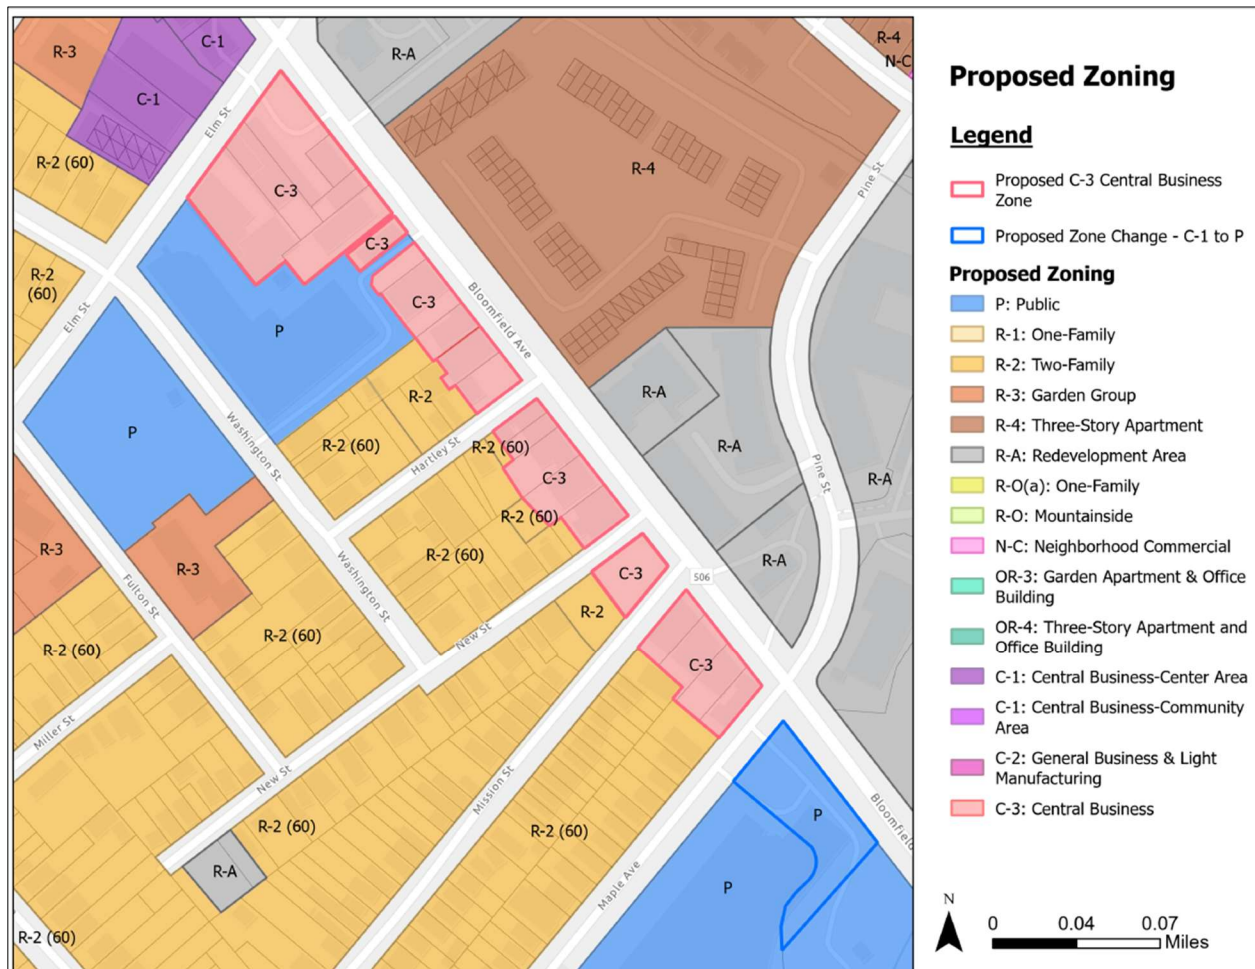 R-3
C-1
R-A
R-4
N-C
C-1
Elm St
R-2 (60)
C-3
R-4
Pine St
C-3
R-2
(60)
Elm St
C-3
Bloomfield Ave
P
R-A
R-2
P
Washington St
R-2 (60)
Hartley St
R-2 (60)
R-A
C-3
Pine St
R-A
R-2 (60)
R-2 (60)
R-3
R-3
Fulton St
Washington St
R-A
C-3
506
R-2
R-2 (60)
New St
R-2 (60)
C-3
Miller St
New St
Mission St
R-2 (60)
R-2 (60)
P
Bloomfield
R-A
Maple Ave
P
R-2 (60)
Proposed Zoning
Legend
Proposed C-3 Central Business
Zone
Proposed Zone Change - C-1 to P
Proposed Zoning
P: Public
R-1: One-Family
R-2: Two-Family
R-3: Garden Group
R-4: Three-Story Apartment
R-A: Redevelopment Area
R-O(a): One-Family
R-O: Mountainside
N-C: Neighborhood Commercial
OR-3: Garden Apartment & Office
Building
OR-4: Three-Story Apartment and
Office Building
C-1: Central Business-Center Area
C-1: Central Business-Community
Area
C-2: General Business & Light
Manufacturing
C-3: Central Business
N
0 0.04 0.07
Miles